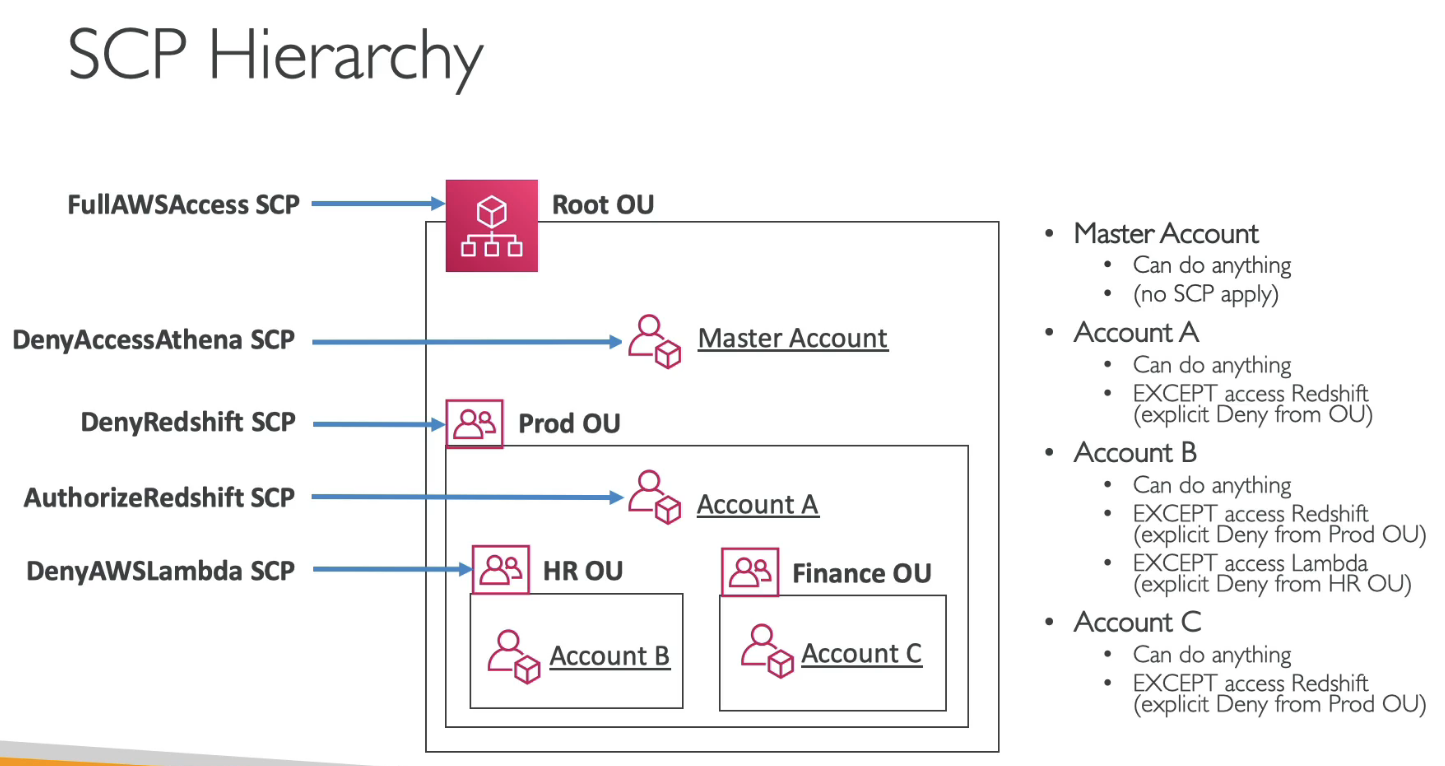 SCP Hierarchy
FullAWSAccess SCP
Root OU
DenyAccessAthena SCP
Master Account
DenyRedshift SCP
Prod OU
AuthorizeRedshift SCP
Account A
DenyAWSLambda SCP
HR OU
Finance OU
Account B
Account C
• Master Account
• Can do anything
• (no SCP apply)
• Account A
• Can do anything
• EXCEPT access Redshift
(explicit Deny from OU)
• Account B
• Can do anything
• EXCEPT access Redshift
(explicit Deny from Prod OU)
• EXCEPT access Lambda
(explicit Deny from HR OU)
• Account C
• Can do anything
• EXCEPT access Redshift
(explicit Deny from Prod OU)